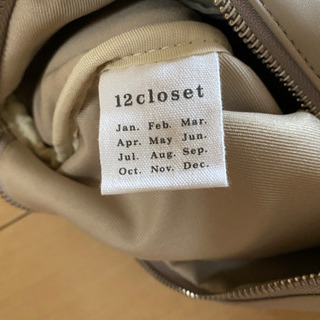 12closet
Jan. Feb. Mar.
Apr. May Jun.
Jul. Aug. Sep.
Oct. Nov. Dec.